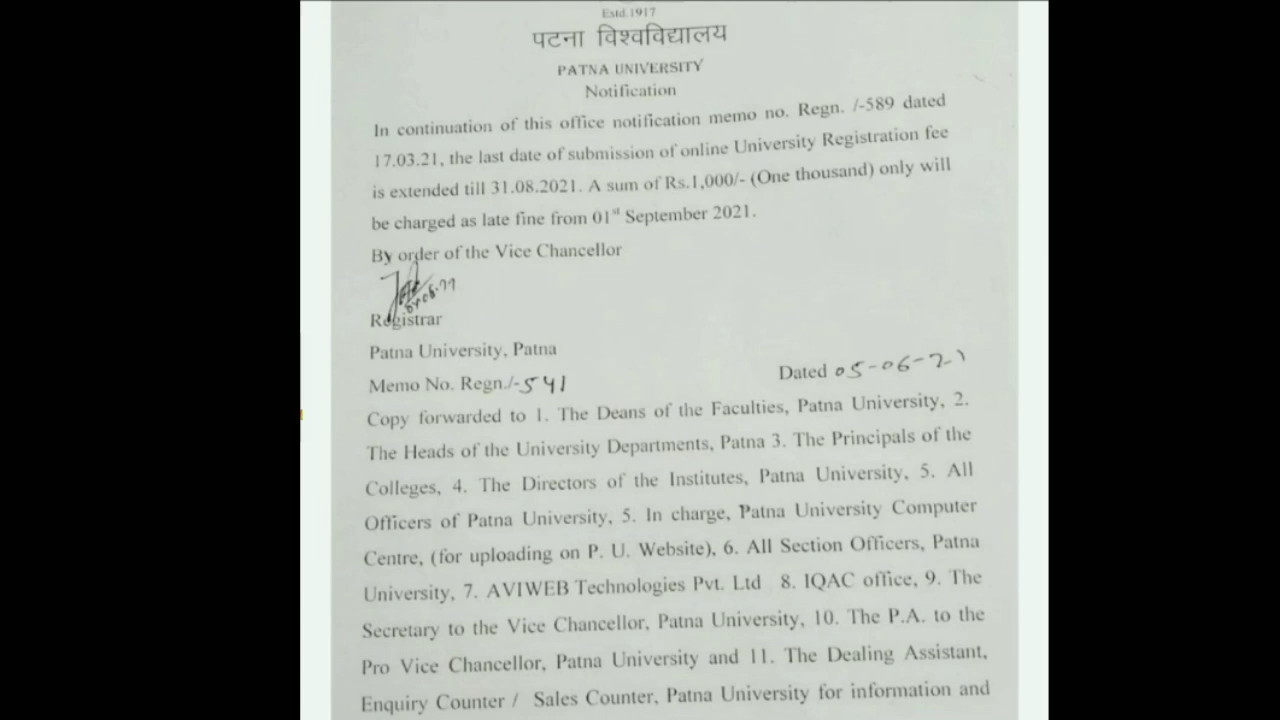 Estd.1917
पटना विश्वविद्यालय
PATNA UNIVERSITY
Notification
In continuation of this office notification memo no. Regn. /-589 dated
17.03.21, the last date of submission of online University Registration fee
is extended till 31.08.2021. A sum of Rs.1,000/- (One thousand) only will
be charged as late fine from 01st September 2021.
By order of the Vice Chancellor
Registrar
Patna University, Patna
Memo No. Regn./-541
Dated 05-06-21
Copy forwarded to 1. The Deans of the Faculties, Patna University, 2.
The Heads of the University Departments, Patna 3. The Principals of the
Colleges, 4. The Directors of the Institutes, Patna University, 5. All
Officers of Patna University, 5. In charge, Patna University Computer
Centre, (for uploading on P. U. Website), 6. All Section Officers, Patna
University, 7. AVIWEB Technologies Pvt. Ltd 8. IQAC office, 9. The
Secretary to the Vice Chancellor, Patna University, 10. The P.A. to the
Pro Vice Chancellor, Patna University and 11. The Dealing Assistant,
Enquiry Counter / Sales Counter, Patna University for information and